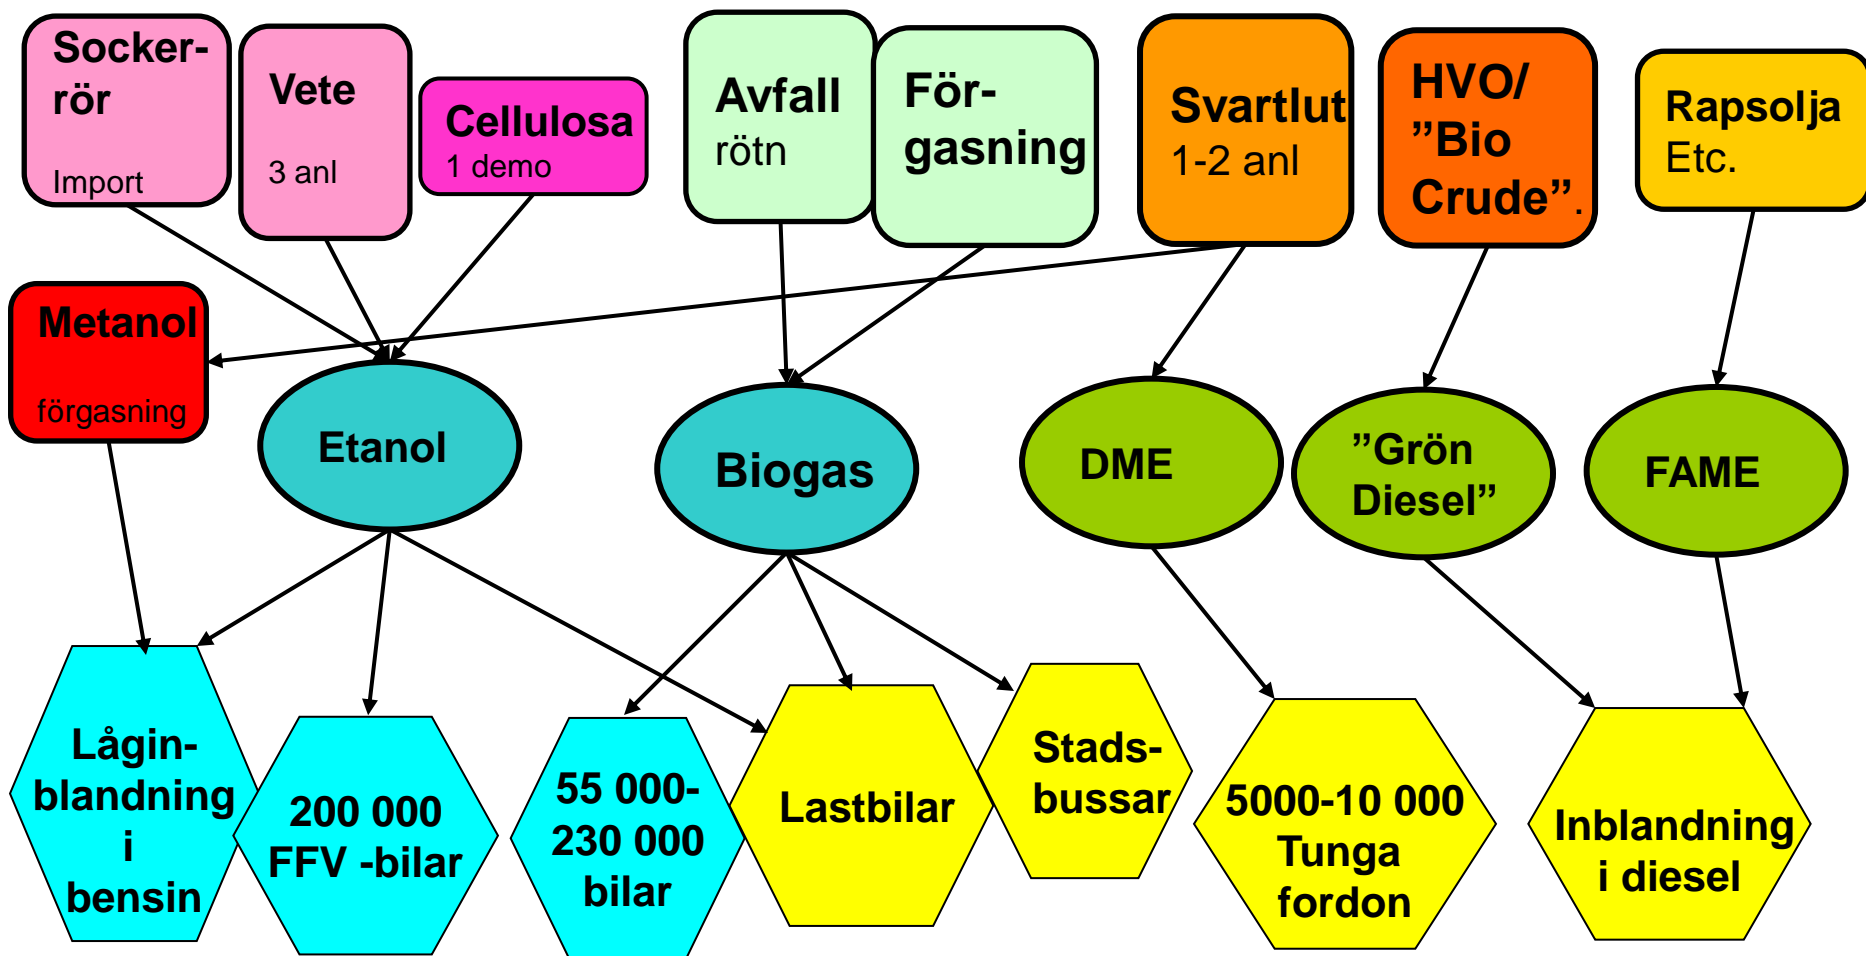 Socker-
rör
Import
Vete
3 anl
Cellulosa
1 demo
Avfall
rötn
För-
gasning
Svartlut
1-2 anl
HVO/
”Bio
Crude”.
Rapsolja
Etc.
Metanol
förgasning
Etanol
Biogas
DME
”Grön
Diesel”
FAME
Lågin-
blandning
i
bensin
200 000
FFV -bilar
55 000-
230 000
bilar
Lastbilar
Stads-
bussar
5000-10 000
Tunga
fordon
Inblandning
i diesel